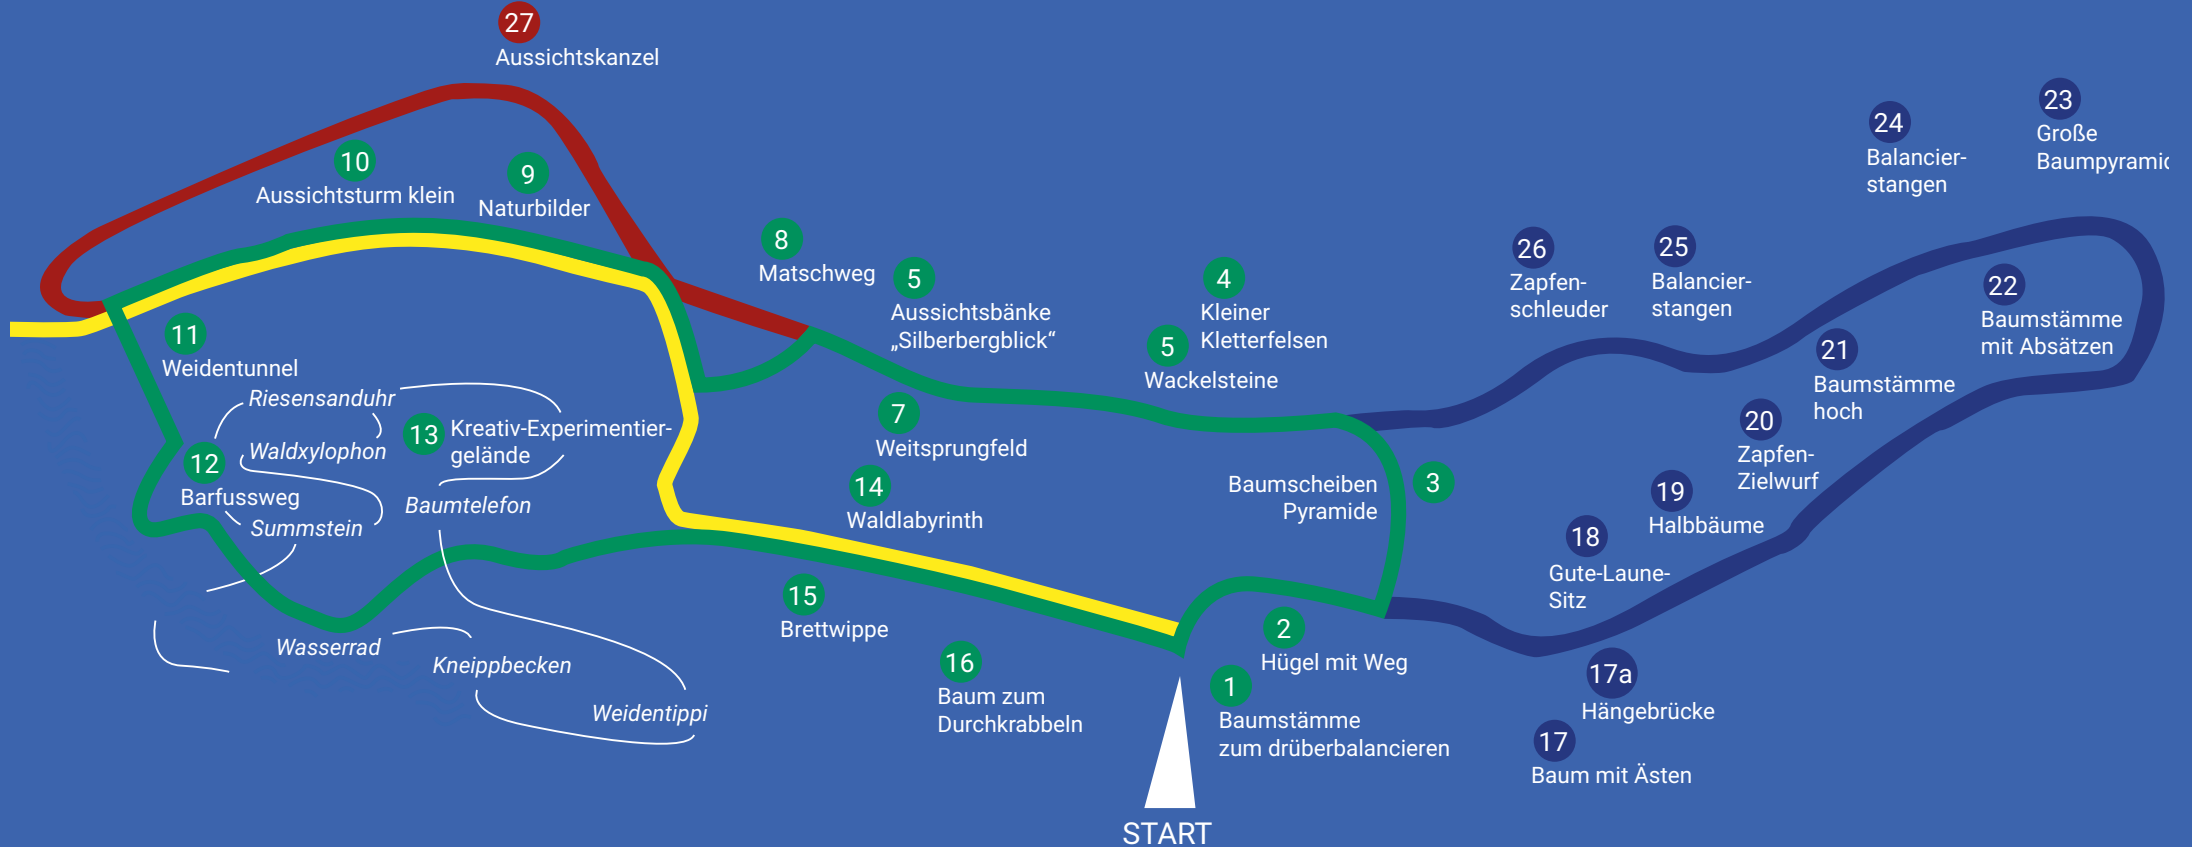 27
Aussichtskanzel
10
Aussichtsturm klein
9
Naturbilder
8
Matschweg
5
Aussichtsbänke
„Silberbergblick“
4
Kleiner
Kletterfelsen
5
Wackelsteine
26
Zapfen-
schleuder
25
Balancier-
stangen
24
Balancier-
stangen
23
Große
Baumpyramid
22
Baumstämme
mit Absätzen
21
Baumstämme
hoch
20
Zapfen-
Zielwurf
19
Halbbäume
18
Gute-Laune-
Sitz
17a
Hängebrücke
17
Baum mit Ästen
11
Weidentunnel
Riesensanduhr
13
Kreativ-Experimentier-
gelände
Waldxylophon
12
Barfussweg
Summstein
Baumtelefon
7
Weitsprungfeld
14
Waldlabyrinth
Baumscheiben
Pyramide
3
15
Brettwippe
2
Hügel mit Weg
Wasserrad
Kneippbecken
Weidentippi
16
Baum zum
Durchkrabbeln
1
Baumstämme
zum drüberbalancieren
START